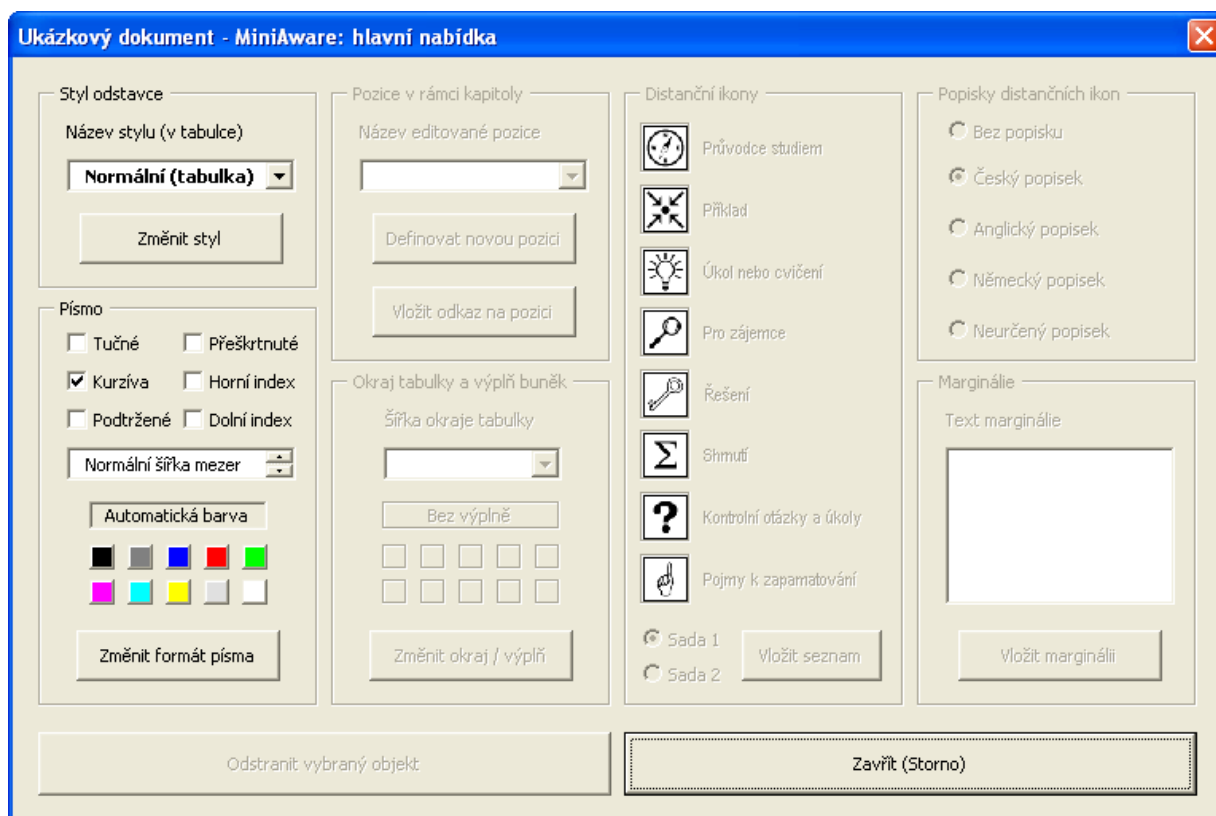 Ukázkový dokument - MiniAware: hlavní nabídka
Styl odstavce
Název stylu (v tabulce)
Normální (tabulka)
Změnit styl
Písmo
Tučné
Přeškrtnuté
Kurzíva
Horní index
Podtržené
Dolní index
Normální šířka mezer
Automatická barva
Změnit formát písma
Pozice v rámci kapitoly
Název editované pozice
Definovat novou pozici
Vložit odkaz na pozici
Okraj tabulky a výplň buněk
Šířka okraje tabulky
Bez výplně
Změnit okraj / výplň
Distanční ikony
Průvodce studiem
Příklad
Úkol nebo cvičení
Pro zájemce
Řešení
Σ Shrnutí
? Kontrolní otázky a úkoly
Pojmy k zapamatování
Sada 1
Sada 2
Vložit seznam
Popisky distančních ikon
Bez popisku
Český popisek
Anglický popisek
Německý popisek
Neurčený popisek
Marginálie
Text marginálie
Vložit marginálii
Odstranit vybraný objekt
Zavřít (Storno)